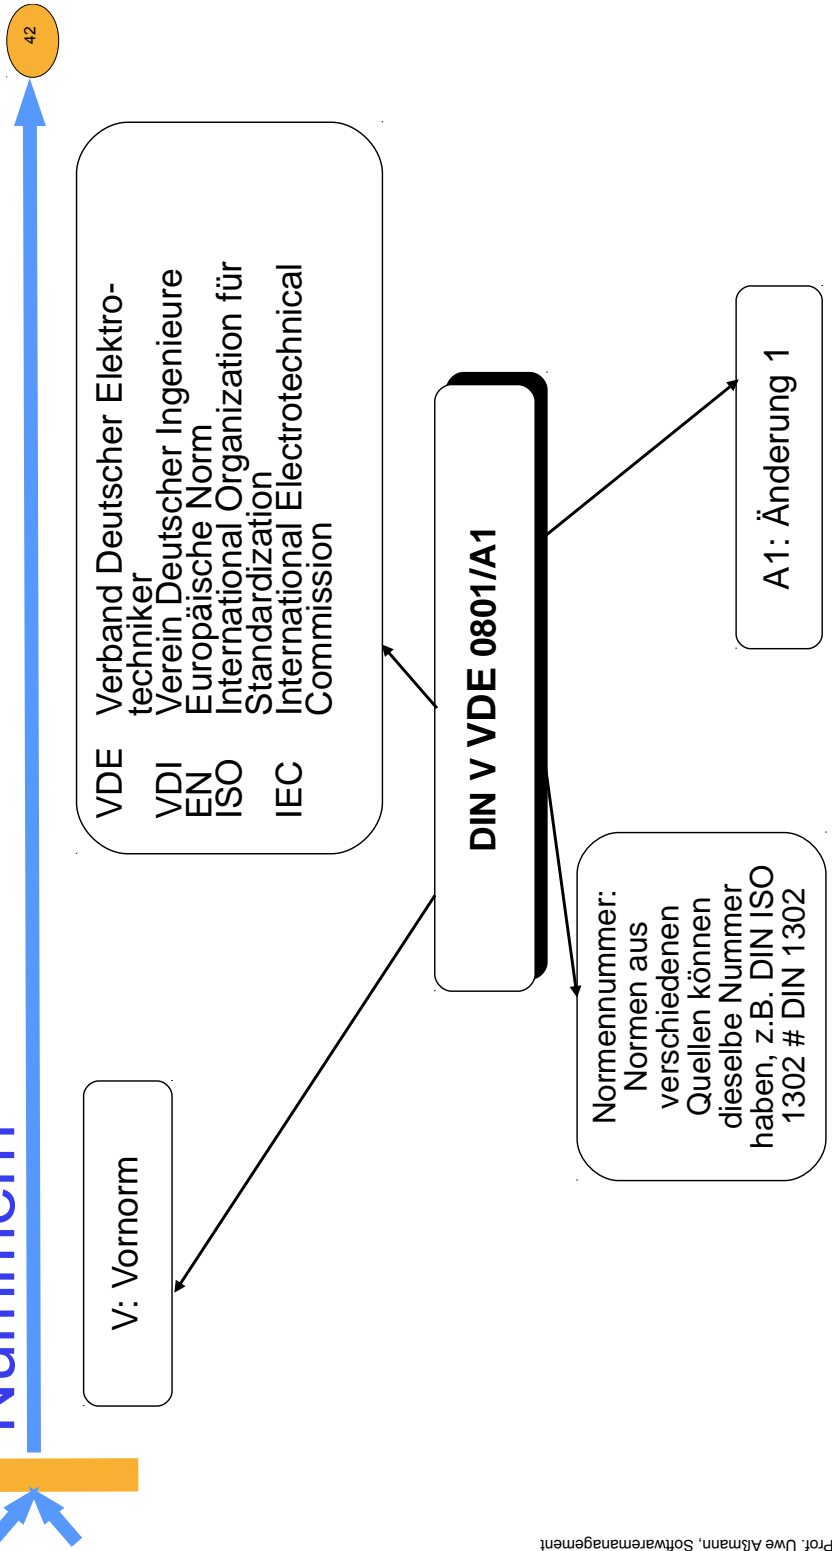 Nummern
42
VDE Verband Deutscher Elektro-
techniker
VDI Verein Deutscher Ingenieure
EN Europäische Norm
ISO International Organization für
Standardization
IEC International Electrotechnical
Commission
V: Vornorm
DIN V VDE 0801/A1
Normennummer:
Normen aus
verschiedenen
Quellen können
dieselbe Nummer
haben, z.B. DIN ISO
1302 # DIN 1302
A1: Änderung 1
Prof. Uwe Aßmann, Softwaremanagement